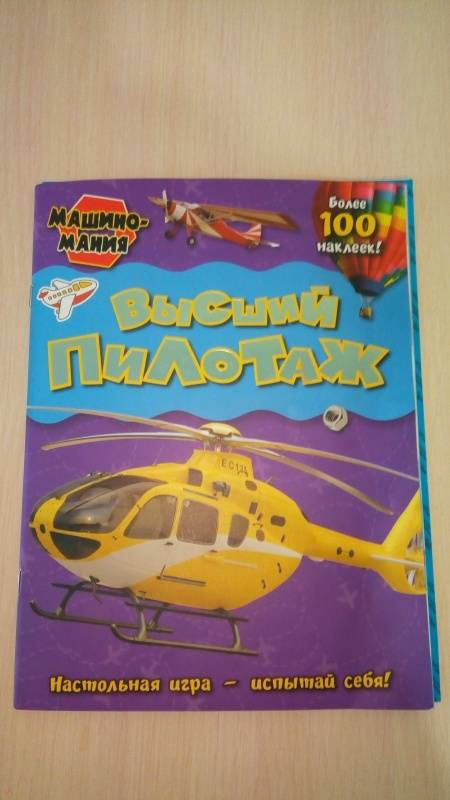 Машино-
мания
Более
100
наклеек!
Высший
Пилотаж
EC135
Настольная игра – испытай себя!